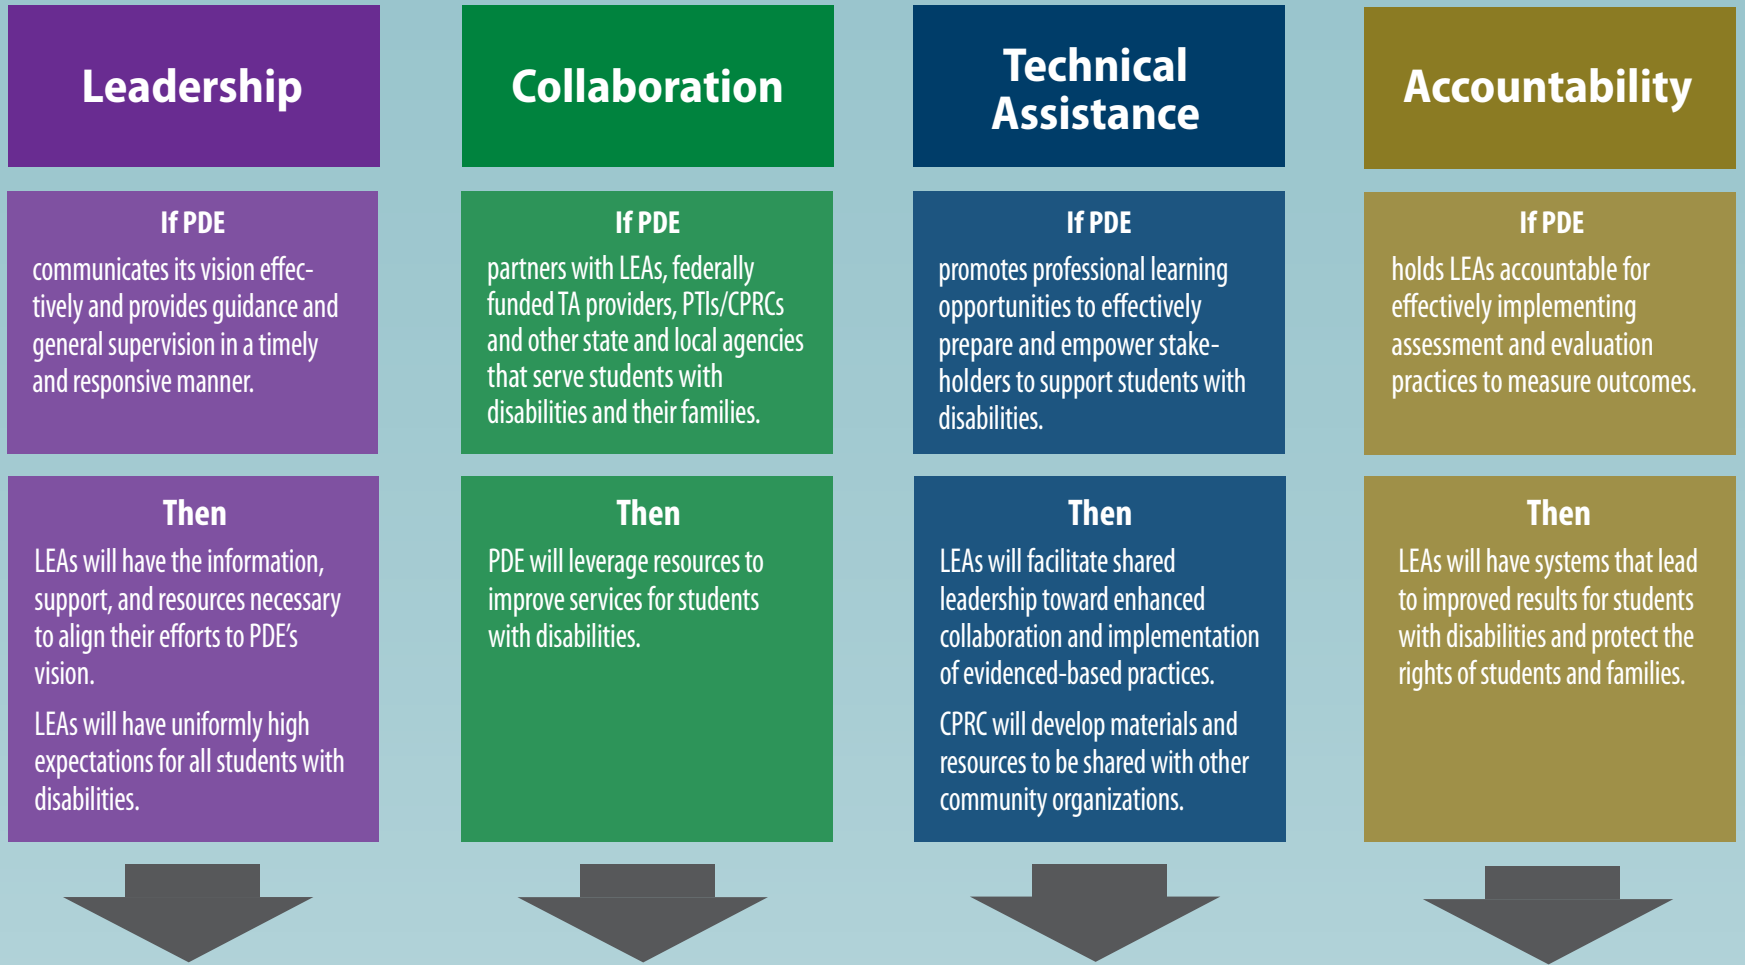 Leadership
If PDE
communicates its vision effec-
tively and provides guidance and
general supervision in a timely
and responsive manner.
Then
LEAs will have the information,
support, and resources necessary
to align their efforts to PDE's
vision.
LEAs will have uniformly high
expectations for all students with
disabilities.
Collaboration
If PDE
partners with LEAs, federally
funded TA providers, PTIs/CPRCs
and other state and local agencies
that serve students with
disabilities and their families.
Then
PDE will leverage resources to
improve services for students
with disabilities.
Technical
Assistance
If PDE
promotes professional learning
opportunities to effectively
prepare and empower stake-
holders to support students with
disabilities.
Then
LEAs will facilitate shared
leadership toward enhanced
collaboration and implementation
of evidenced-based practices.
CPRC will develop materials and
resources to be shared with other
community organizations.
Accountability
If PDE
holds LEAs accountable for
effectively implementing
assessment and evaluation
practices to measure outcomes.
Then
LEAs will have systems that lead
to improved results for students
with disabilities and protect the
rights of students and families.